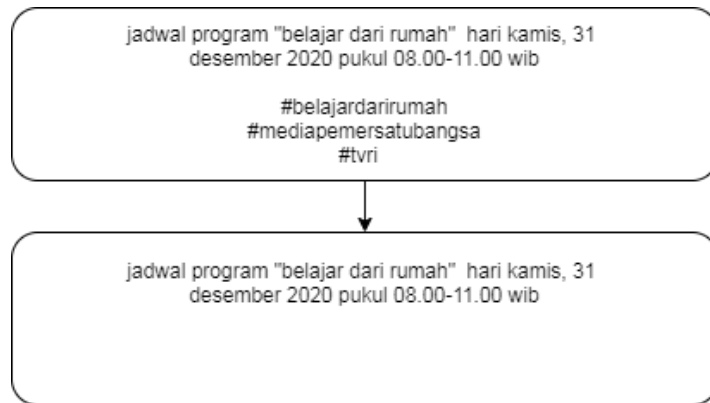 jadwal program "belajar dari rumah" hari kamis, 31
desember 2020 pukul 08.00-11.00 wib
#belajardarirumah
#mediapemersatubangsa
#tvri
jadwal program "belajar dari rumah" hari kamis, 31
desember 2020 pukul 08.00-11.00 wib